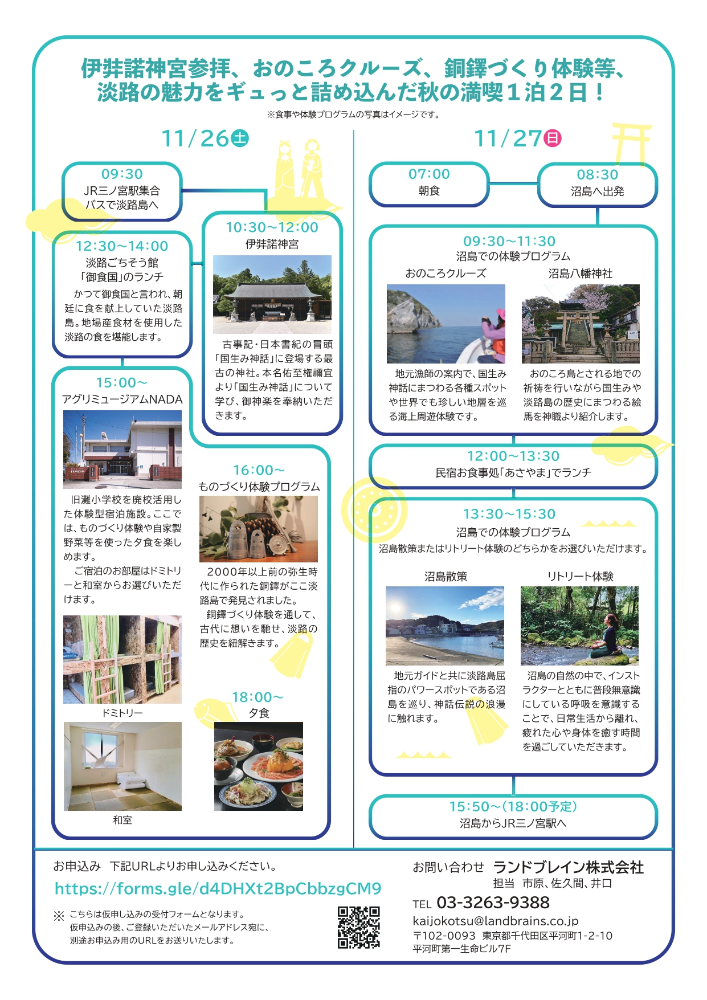 伊弉諾神宮参拝、おのころクルーズ、銅鐸づくり体験等、
淡路の魅力をギュっと詰め込んだ秋の満喫１泊２日！
※食事や体験プログラムの写真はイメージです。
11/26土
09:30
JR三ノ宮駅集合
バスで淡路島へ
10:30～12:00
伊弉諾神宮
古事記・日本書紀の冒頭
「国生み神話」に登場する最
古の神社。本名佑至権禰宜
より「国生み神話」について
学び、御神楽を奉納いただ
きます。
12:30～14:00
淡路ごちそう館
「御食国」のランチ
かつて御食国と言われ、朝
廷に食を献上していた淡路
島。地場産食材を使用した
淡路の食を堪能します。
15:00～
アグリミュージアムNADA
NADA
旧灘小学校を廃校活用し
た体験型宿泊施設。ここで
は、ものづくり体験や自家製
野菜等を使った夕食を楽し
めます。
ご宿泊のお部屋はドミトリ
ーと和室からお選びいただ
けます。
ドミトリー
和室
16:00～
ものづくり体験プログラム
2000年以上前の弥生時
代に作られた銅鐸がここ淡
路島で発見されました。
銅鐸づくり体験を通して、
古代に想いを馳せ、淡路の
歴史を紐解きます。
18:00～
夕食
11/27日
07:00
朝食
08:30
沼島へ出発
09:30～11:30
沼島での体験プログラム
おのころクルーズ
地元漁師の案内で、国生み
神話にまつわる各種スポット
や世界でも珍しい地層を巡
る海上周遊体験です。
沼島八幡神社
おのころ島とされる地での
祈祷を行いながら国生みや
淡路島の歴史にまつわる絵
馬を神職より紹介します。
12:00～13:30
民宿お食事処「あさやま」でランチ
13:30～15:30
沼島での体験プログラム
沼島散策またはリトリート体験のどちらかをお選びいただけます。
沼島散策
地元ガイドと共に淡路島屈
指のパワースポットである沼
島を巡り、神話伝説の浪漫
に触れます。
リトリート体験
沼島の自然の中で、インスト
ラクターとともに普段無意識
にしている呼吸を意識する
ことで、日常生活から離れ、
疲れた心や身体を癒す時間
を過ごしていただきます。
15:50～(18:00予定)
沼島からJR三ノ宮駅へ
お申込み 下記URLよりお申し込みください。
https://forms.gle/d4DHXt2BpCbbzgCM9
※ こちらは仮申し込みの受付フォームとなります。
仮申込みの後、ご登録いただいたメールアドレス宛に、
別途お申込み用のURLをお送りいたします。
お問い合わせ ランドブレイン株式会社
担当 市原、佐久間、井口
TEL 03-3263-9388
kaijokotsu@landbrains.co.jp
〒102-0093 東京都千代田区平河町1-2-10
平河町第一生命ビル7F